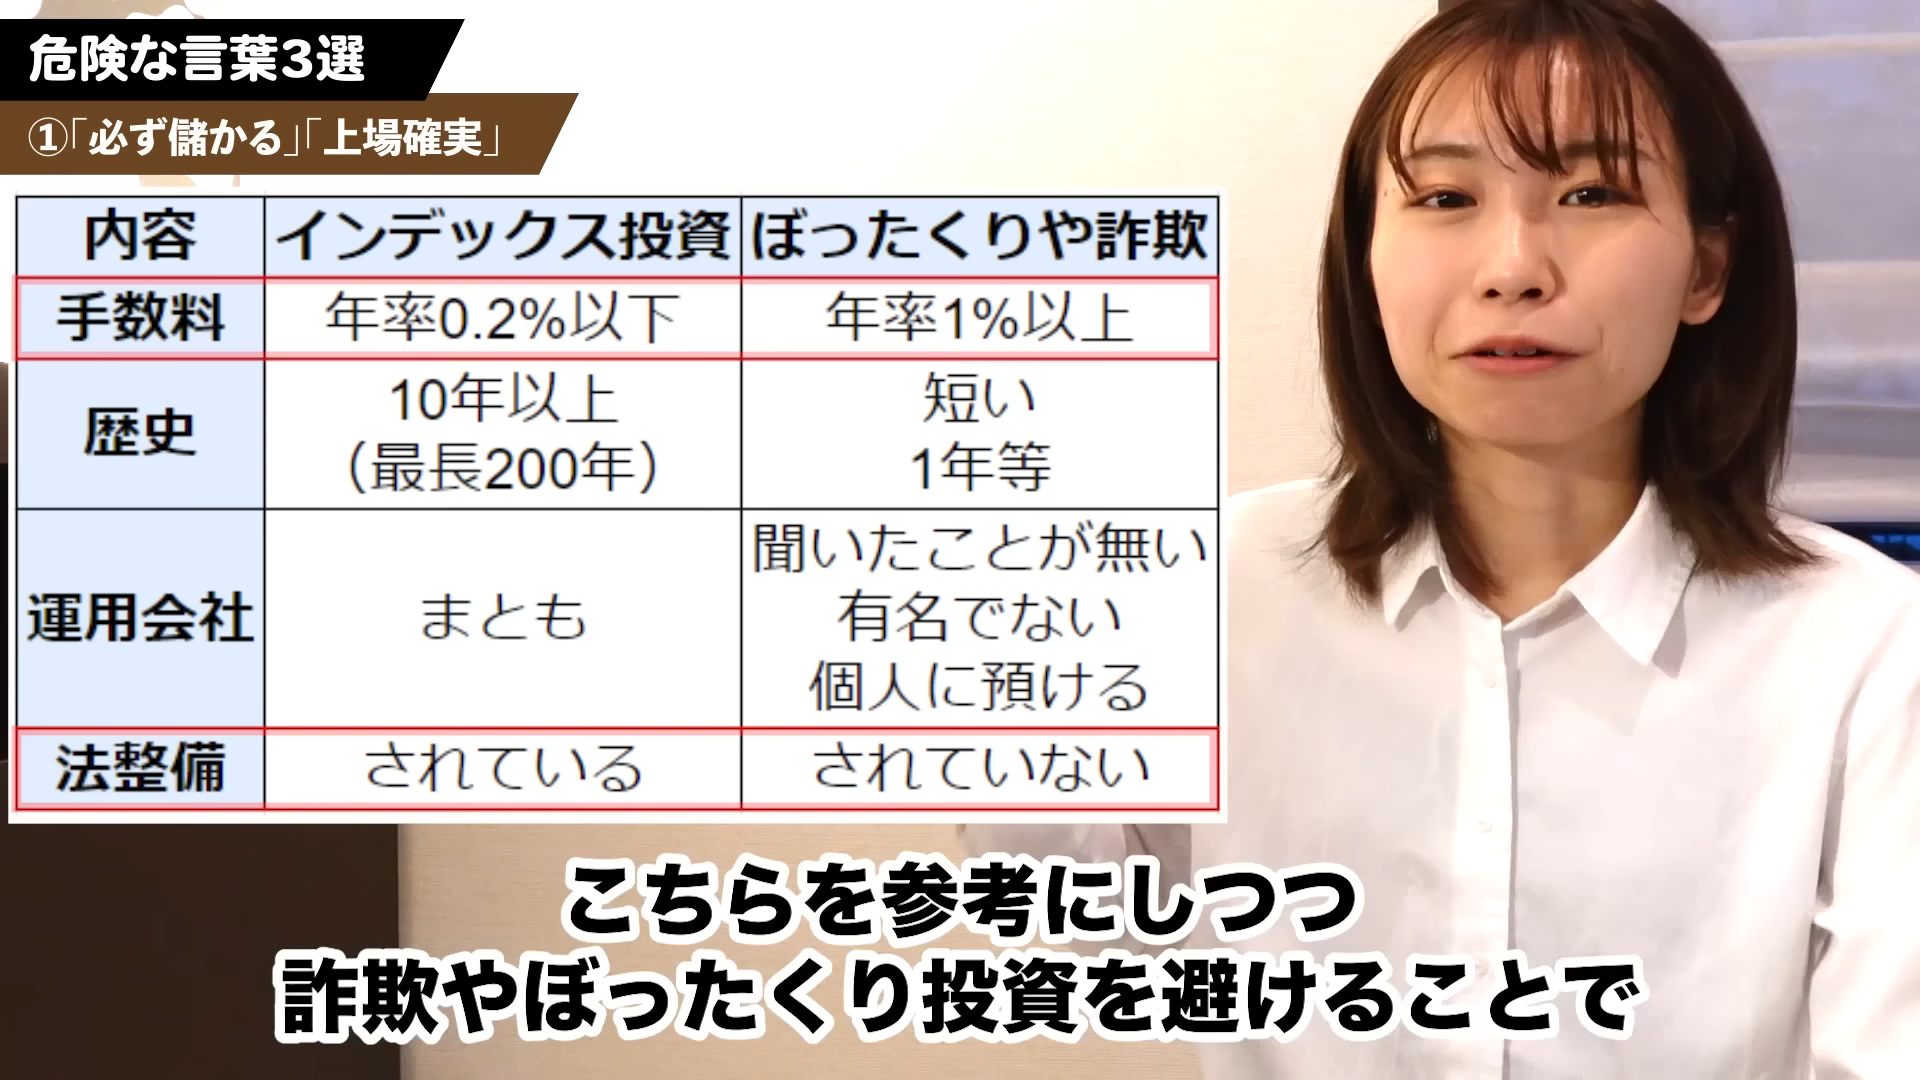 危険な言葉3選
①「必ず儲かる」「上場確実」
内容 インデックス投資 ぼったくりや詐欺
手数料 年率0.2%以下 年率1%以上
歴史 10年以上 (最長200年) 短い 1年等
運用会社 まとも 聞いたことが無い 有名でない 個人に預ける
法整備 されている されていない
こちらを参考にしつつ
詐欺やぼったくり投資を避けることで